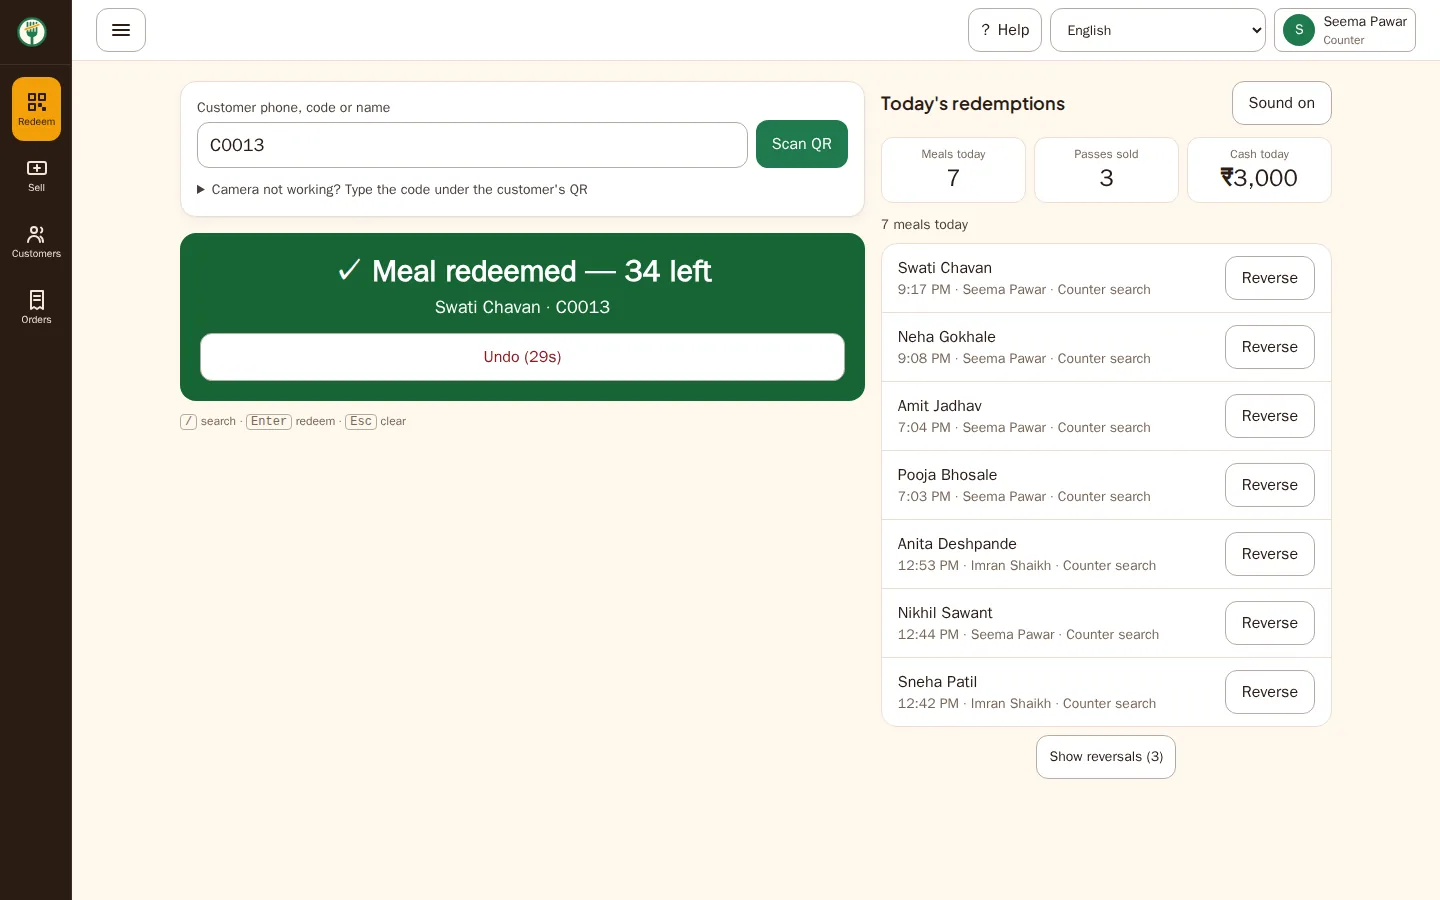 ? Help
English
S
Seema Pawar
Counter
Redeem
Sell
Customers
Orders
Customer phone, code or name
C0013
Scan QR
Camera not working? Type the code under the customer's QR
✓ Meal redeemed — 34 left
Swati Chavan · C0013
Undo (29s)
/ search · Enter redeem · Esc clear
Today's redemptions
Sound on
Meals today
7
Passes sold
3
Cash today
₹3,000
7 meals today
Swati Chavan
9:17 PM · Seema Pawar · Counter search
Reverse
Neha Gokhale
9:08 PM · Seema Pawar · Counter search
Reverse
Amit Jadhav
7:04 PM · Seema Pawar · Counter search
Reverse
Pooja Bhosale
7:03 PM · Seema Pawar · Counter search
Reverse
Anita Deshpande
12:53 PM · Imran Shaikh · Counter search
Reverse
Nikhil Sawant
12:44 PM · Seema Pawar · Counter search
Reverse
Sneha Patil
12:42 PM · Imran Shaikh · Counter search
Reverse
Show reversals (3)